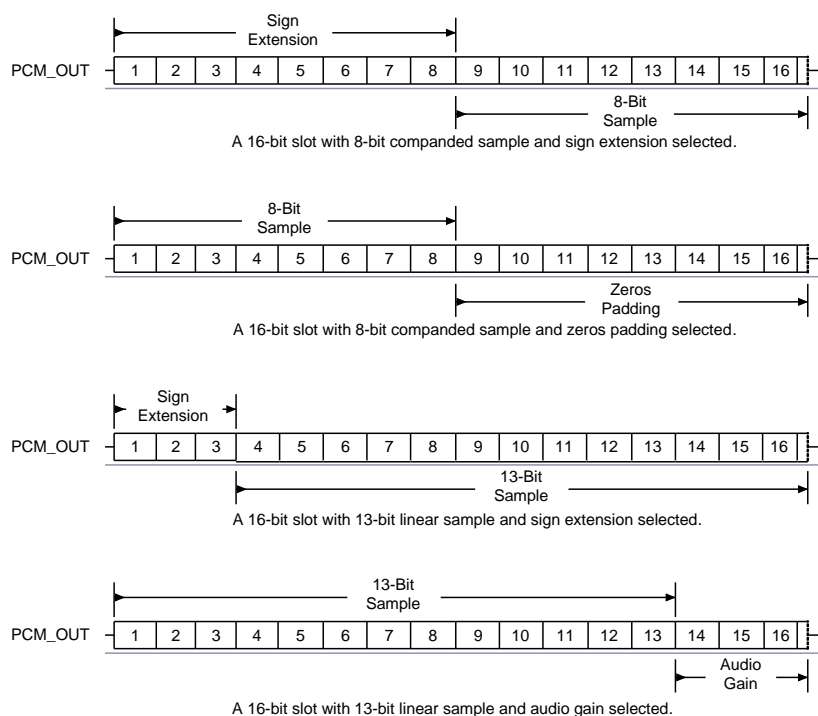 Sign
Extension
PCM_OUT 1 2 3 4 5 6 7 8 9 10 11 12 13 14 15 16
8-Bit
Sample
A 16-bit slot with 8-bit companded sample and sign extension selected.
8-Bit
Sample
PCM_OUT 1 2 3 4 5 6 7 8 9 10 11 12 13 14 15 16
Zeros
Padding
A 16-bit slot with 8-bit companded sample and zeros padding selected.
Sign
Extension
PCM_OUT 1 2 3 4 5 6 7 8 9 10 11 12 13 14 15 16
13-Bit
Sample
A 16-bit slot with 13-bit linear sample and sign extension selected.
13-Bit
Sample
PCM_OUT 1 2 3 4 5 6 7 8 9 10 11 12 13 14 15 16
Audio
Gain
A 16-bit slot with 13-bit linear sample and audio gain selected.